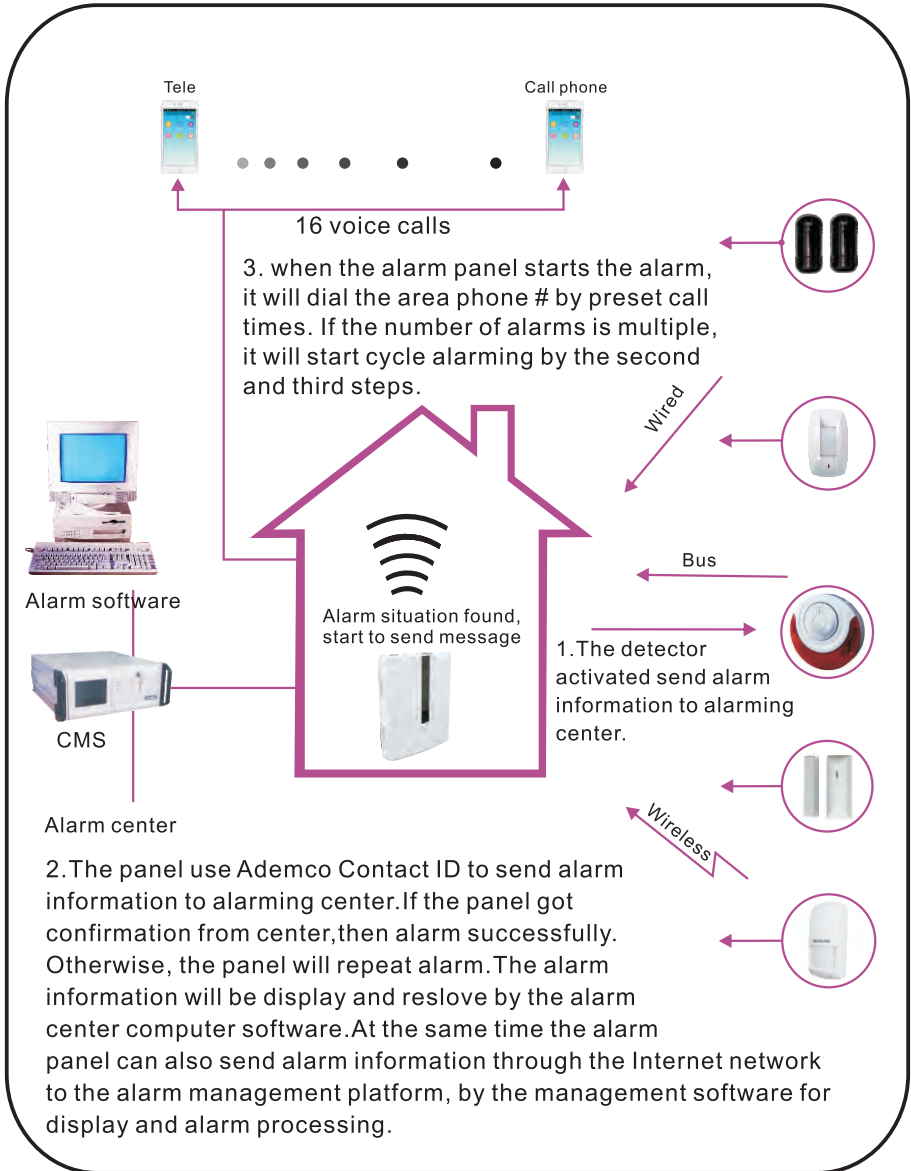 Tele
Call phone
16 voice calls
3. when the alarm panel starts the alarm,
it will dial the area phone # by preset call
times. If the number of alarms is multiple,
it will start cycle alarming by the second
and third steps.
Wired
Alarm software
Bus
Alarm situation found,
start to send message
1.The detector
activated send alarm
information to alarming
center.
CMS
Wireless
Alarm center
2.The panel use Ademco Contact ID to send alarm
information to alarming center.If the panel got
confirmation from center,then alarm successfully.
Otherwise, the panel will repeat alarm.The alarm
information will be display and reslove by the alarm
center computer software.At the same time the alarm
panel can also send alarm information through the Internet network
to the alarm management platform, by the management software for
display and alarm processing.